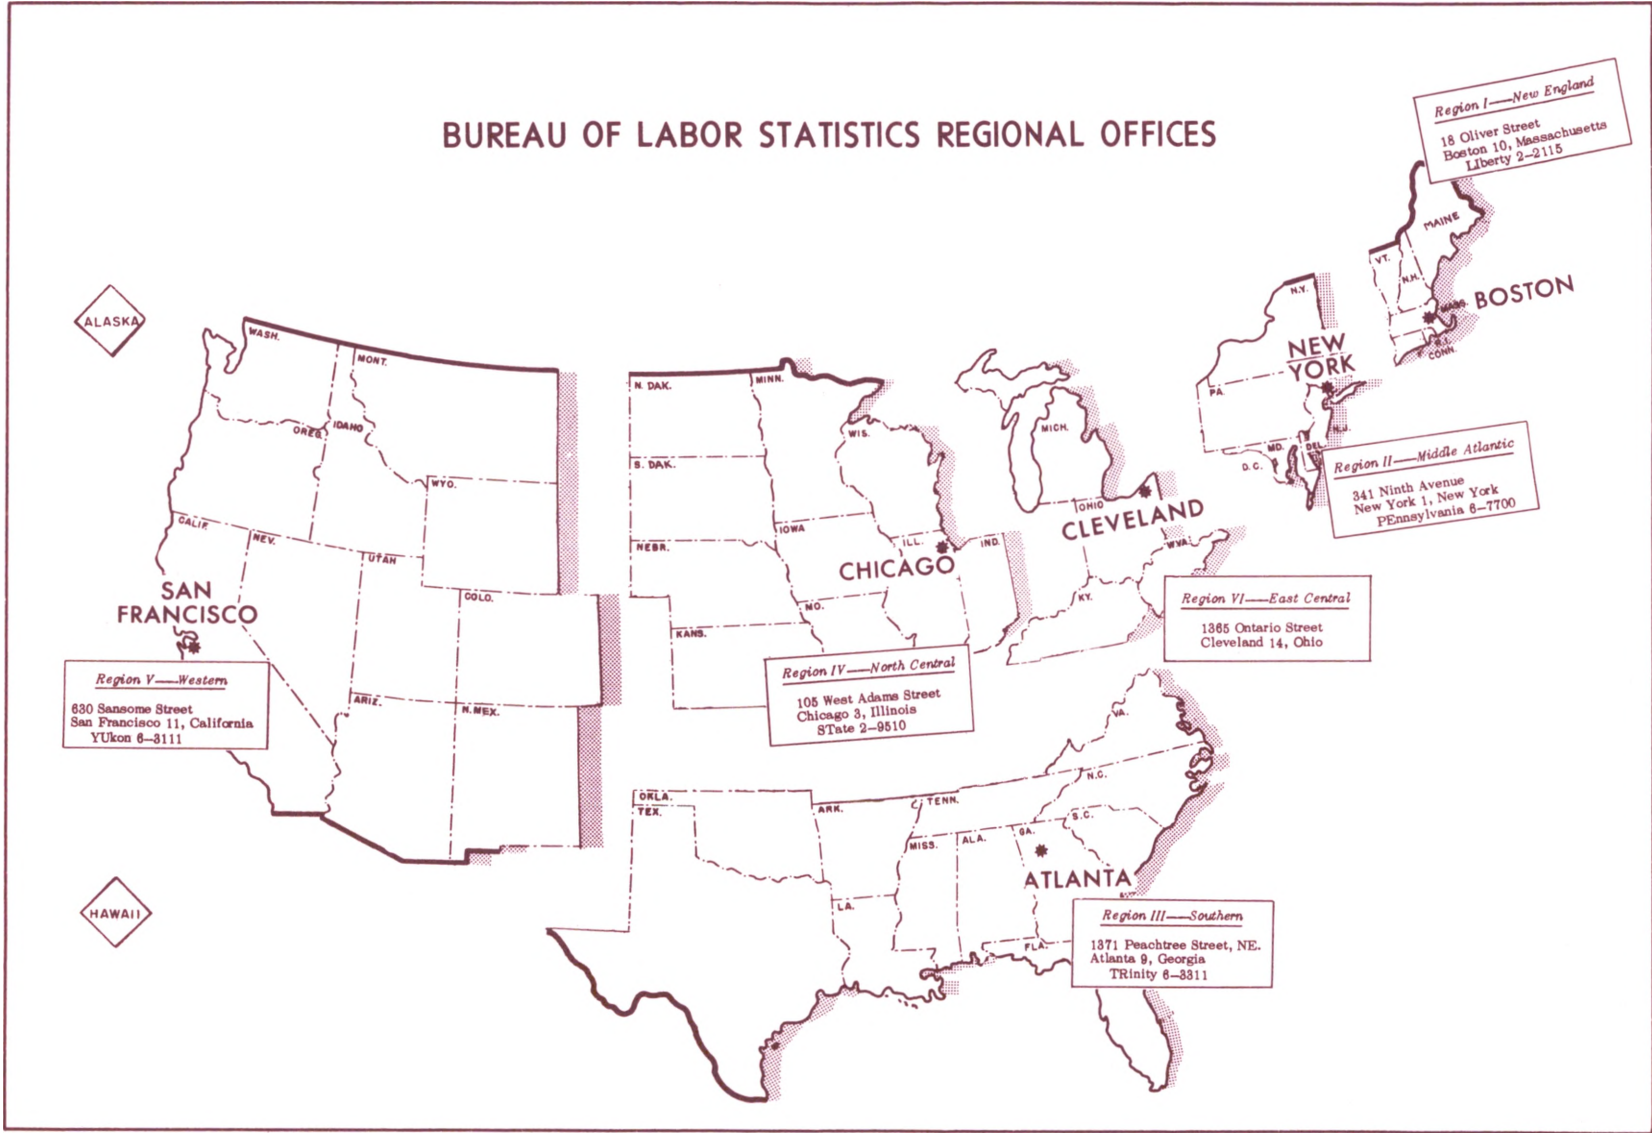 BUREAU OF LABOR STATISTICS REGIONAL OFFICES
Region I—New England
18 Oliver Street
Boston 10, Massachusetts
LIberty 2-2115
MAINE
VT.
N.H.
MASS.
BOSTON
R.I.
CONN.
N.Y.
NEW
YORK
PA.
N.J.
MD.
DEL.
D.C.
Region II—Middle Atlantic
341 Ninth Avenue
New York 1, New York
PEnnsylvania 6-7700
ALASKA
WASH.
MONT.
OREG.
IDAHO
WYO.
CALIF.
NEV.
UTAH
COLO.
SAN
FRANCISCO
Region V—Western
630 Sansome Street
San Francisco 11, California
YUkon 6-3111
ARIZ.
N.MEX.
HAWAII
N. DAK.
MINN.
S. DAK.
WIS.
IOWA
NEBR.
ILL.
IND.
CHICAGO
MO.
KANS.
Region IV—North Central
105 West Adams Street
Chicago 3, Illinois
STate 2-9510
MICH.
OHIO
CLEVELAND
W.VA.
KY.
Region VI—East Central
1365 Ontario Street
Cleveland 14, Ohio
VA.
N.C.
OKLA.
TEX.
ARK.
TENN.
S.C.
MISS.
ALA.
GA.
ATLANTA
LA.
FLA.
Region III—Southern
1371 Peachtree Street, NE.
Atlanta 9, Georgia
TRinity 6-3311